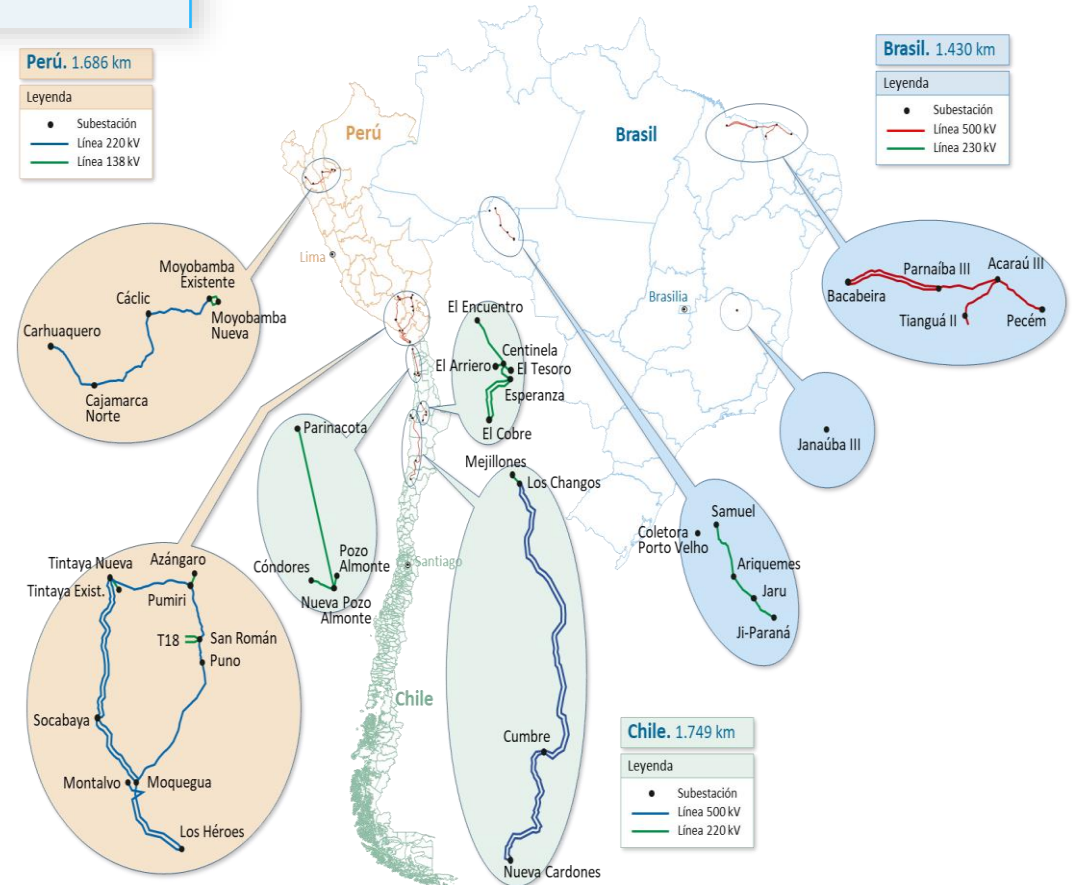 Perú. 1.686 km
Leyenda
Subestación
Línea 220 kV
Línea 138 kV
Brasil. 1.430 km
Leyenda
Subestación
Línea 500 kV
Línea 230 kV
Perú
Brasil
Lima
Brasilia
Santiago
Chile
Moyobamba
Existente
Cáclic
Moyobamba
Nueva
Carhuaquero
Cajamarca
Norte
El Encuentro
Centinela
El Arriero
El Tesoro
Esperanza
El Cobre
Parnaíba III
Acaraú III
Bacabeira
Tianguá II
Pecém
Janaúba III
Parinacota
Pozo
Almonte
Cóndores
Nueva Pozo
Almonte
Mejillones
Los Changos
Cumbre
Nueva Cardones
Samuel
Coletora
Porto Velho
Ariquemes
Jaru
Ji-Paraná
Tintaya Nueva
Azángaro
Tintaya Exist.
Pumiri
T18
San Román
Puno
Socabaya
Montalvo
Moquegua
Los Héroes
Chile. 1.749 km
Leyenda
Subestación
Línea 500 kV
Línea 220 kV